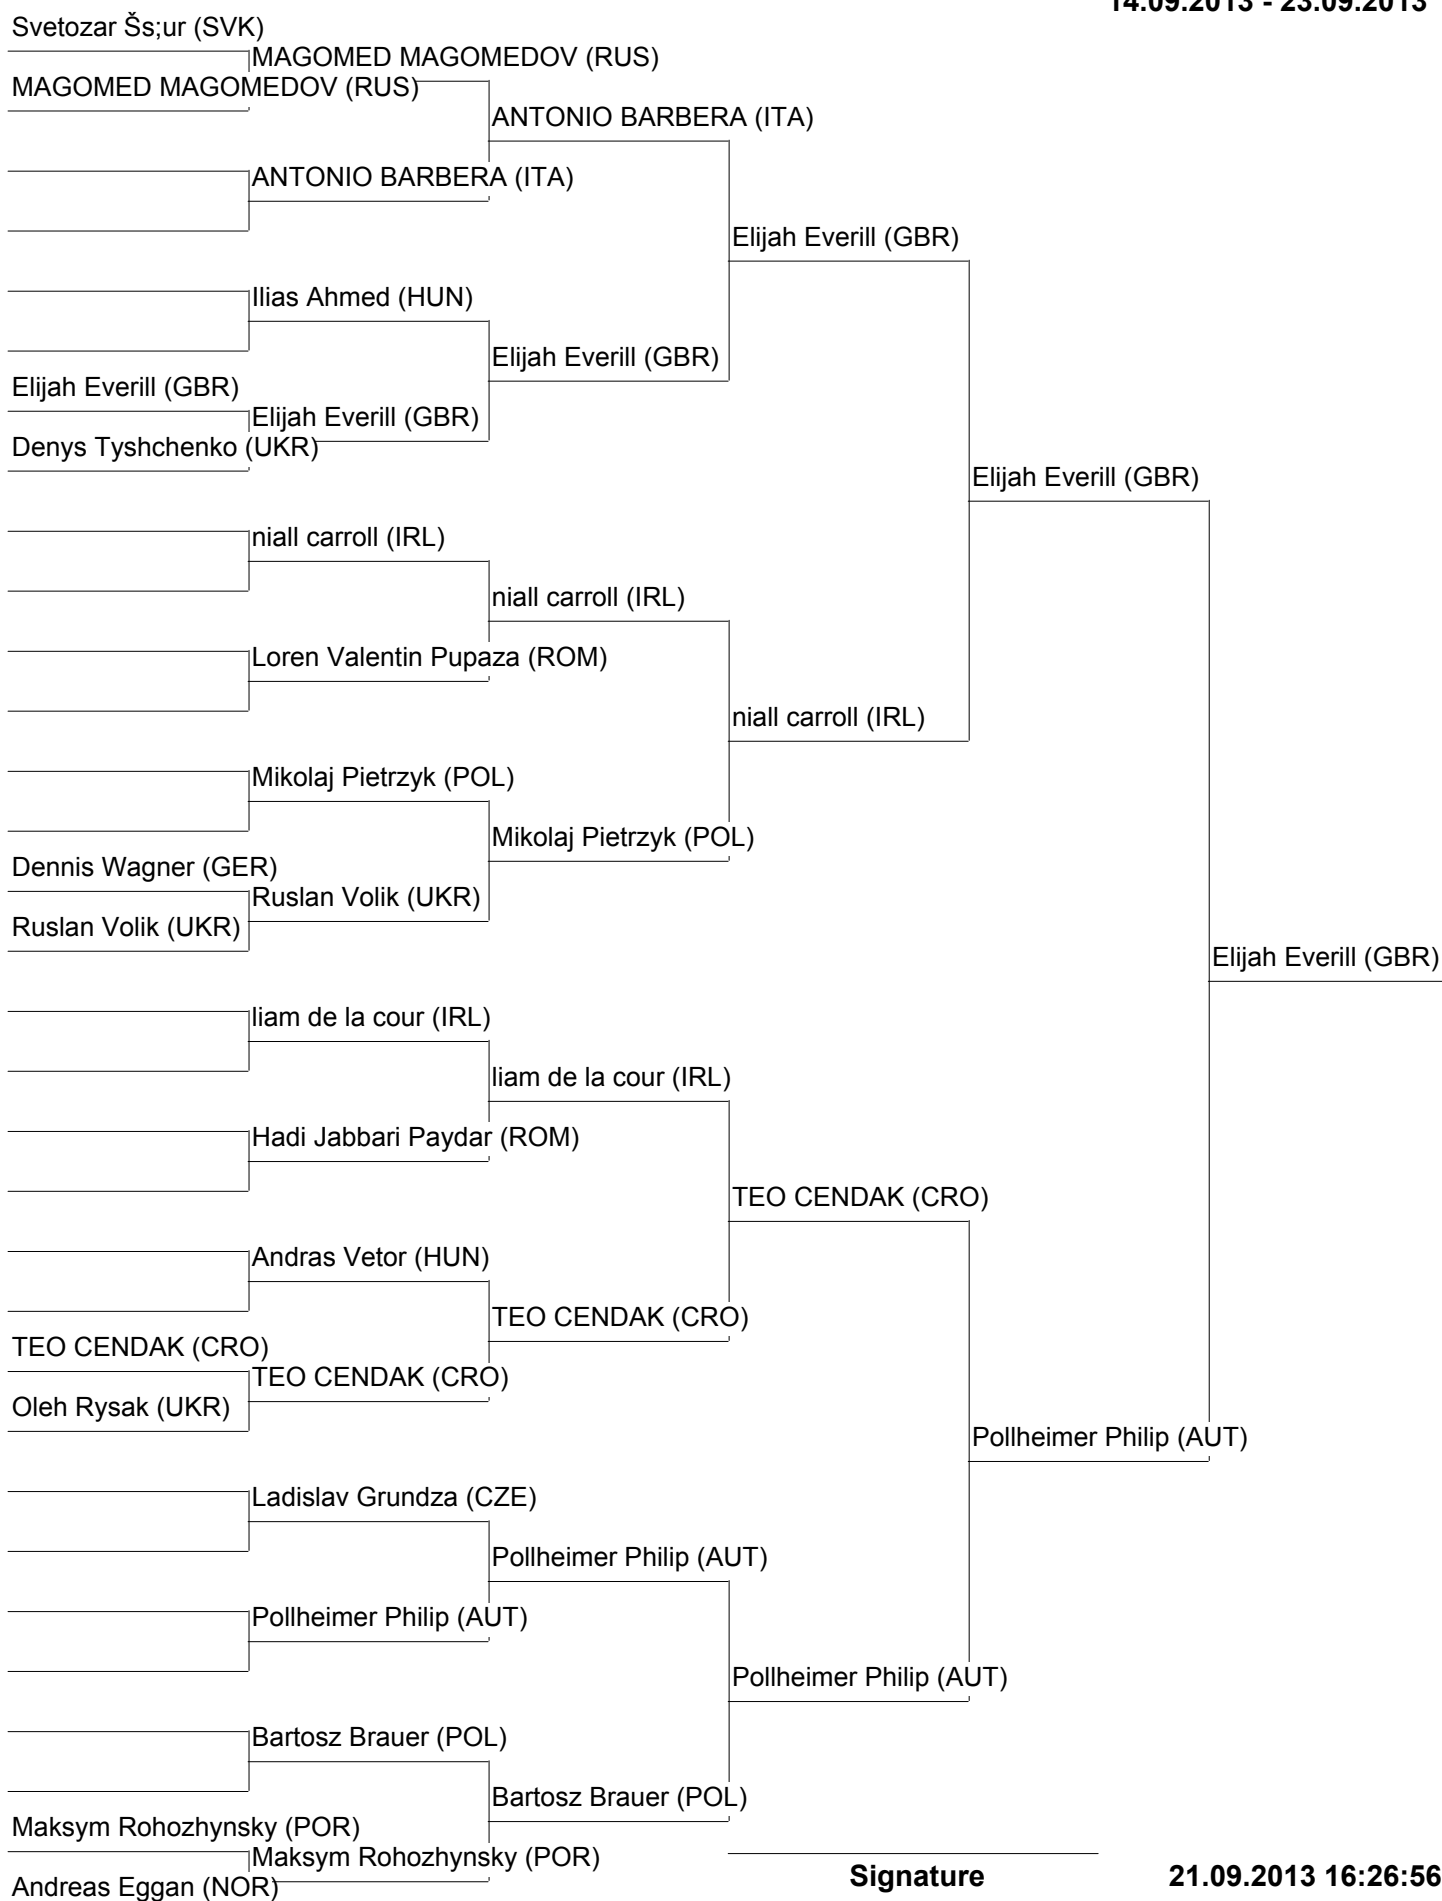 14.09.2013 - 23.09.2013
Svetozar Šs;ur (SVK)
MAGOMED MAGOMEDOV (RUS)
MAGOMED MAGOMEDOV (RUS)
ANTONIO BARBERA (ITA)
ANTONIO BARBERA (ITA)
Elijah Everill (GBR)
Ilias Ahmed (HUN)
Elijah Everill (GBR)
Elijah Everill (GBR)
Elijah Everill (GBR)
Denys Tyshchenko (UKR)
Elijah Everill (GBR)
niall carroll (IRL)
niall carroll (IRL)
Loren Valentin Pupaza (ROM)
niall carroll (IRL)
Mikolaj Pietrzyk (POL)
Mikolaj Pietrzyk (POL)
Dennis Wagner (GER)
Ruslan Volik (UKR)
Ruslan Volik (UKR)
Elijah Everill (GBR)
liam de la cour (IRL)
liam de la cour (IRL)
Hadi Jabbari Paydar (ROM)
TEO CENDAK (CRO)
Andras Vetor (HUN)
TEO CENDAK (CRO)
TEO CENDAK (CRO)
TEO CENDAK (CRO)
Oleh Rysak (UKR)
Pollheimer Philip (AUT)
Ladislav Grundza (CZE)
Pollheimer Philip (AUT)
Pollheimer Philip (AUT)
Pollheimer Philip (AUT)
Bartosz Brauer (POL)
Bartosz Brauer (POL)
Maksym Rohozhynsky (POR)
Maksym Rohozhynsky (POR)
Andreas Eggan (NOR)
Signature
21.09.2013 16:26:56